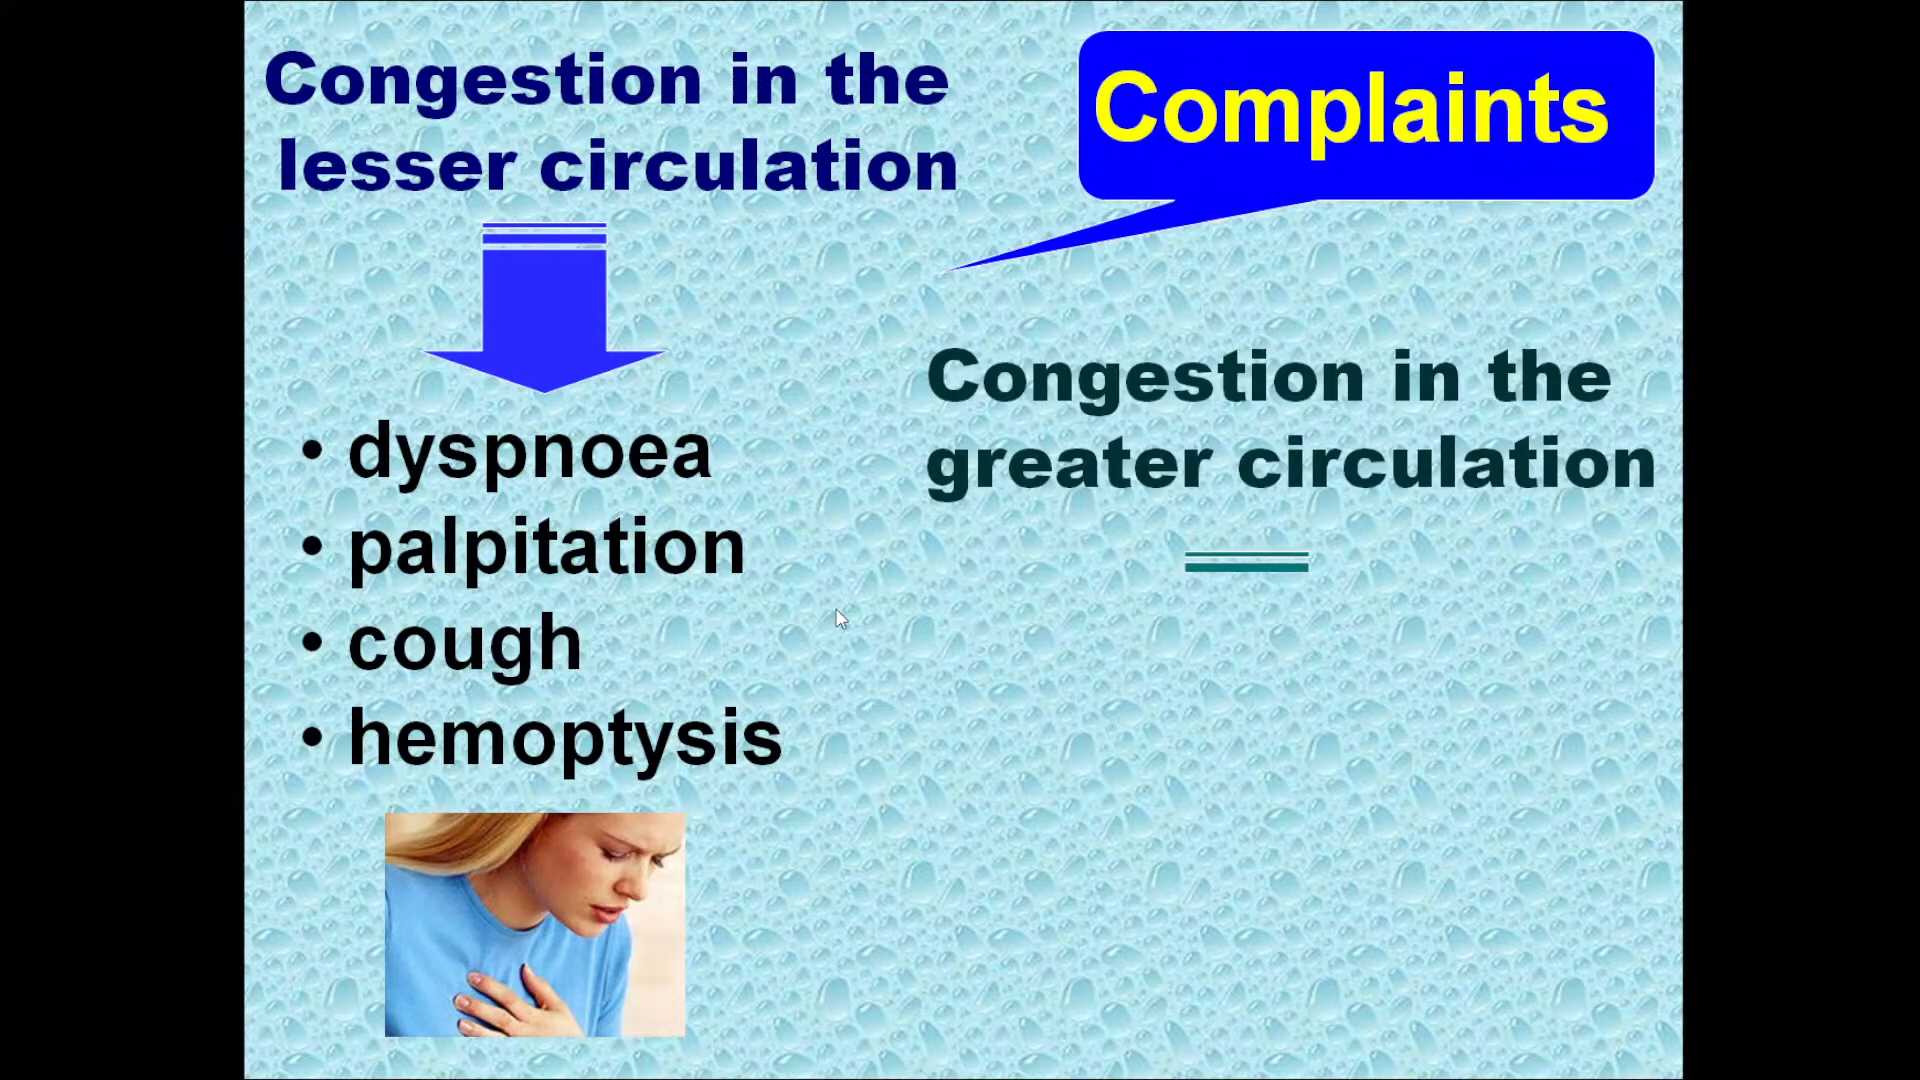 Congestion in the
lesser circulation
Complaints
• dyspnoea
• palpitation
• cough
• hemoptysis
Congestion in the
greater circulation